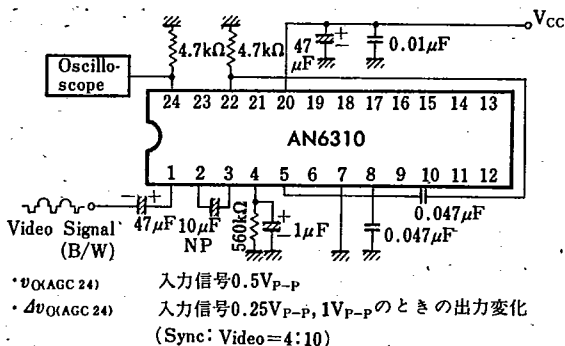 VCC
4.7kΩ
4.7kΩ
47
μF
0.01μF
Oscillo-
scope
24 23 22 21 20 19 18 17 16 15 14 13
AN6310
1 2 3 4 5 6 7 8 9 10 11 12
Video Signal
(B/W)
47μF
10μF
NP
560kΩ
1μF
0.047μF
0.047μF
・vO(AGC 24) 入力信号0.5VP-P
・ΔvO(AGC 24) 入力信号0.25VP-P, 1VP-Pのときの出力変化
(Sync: Video=4:10)